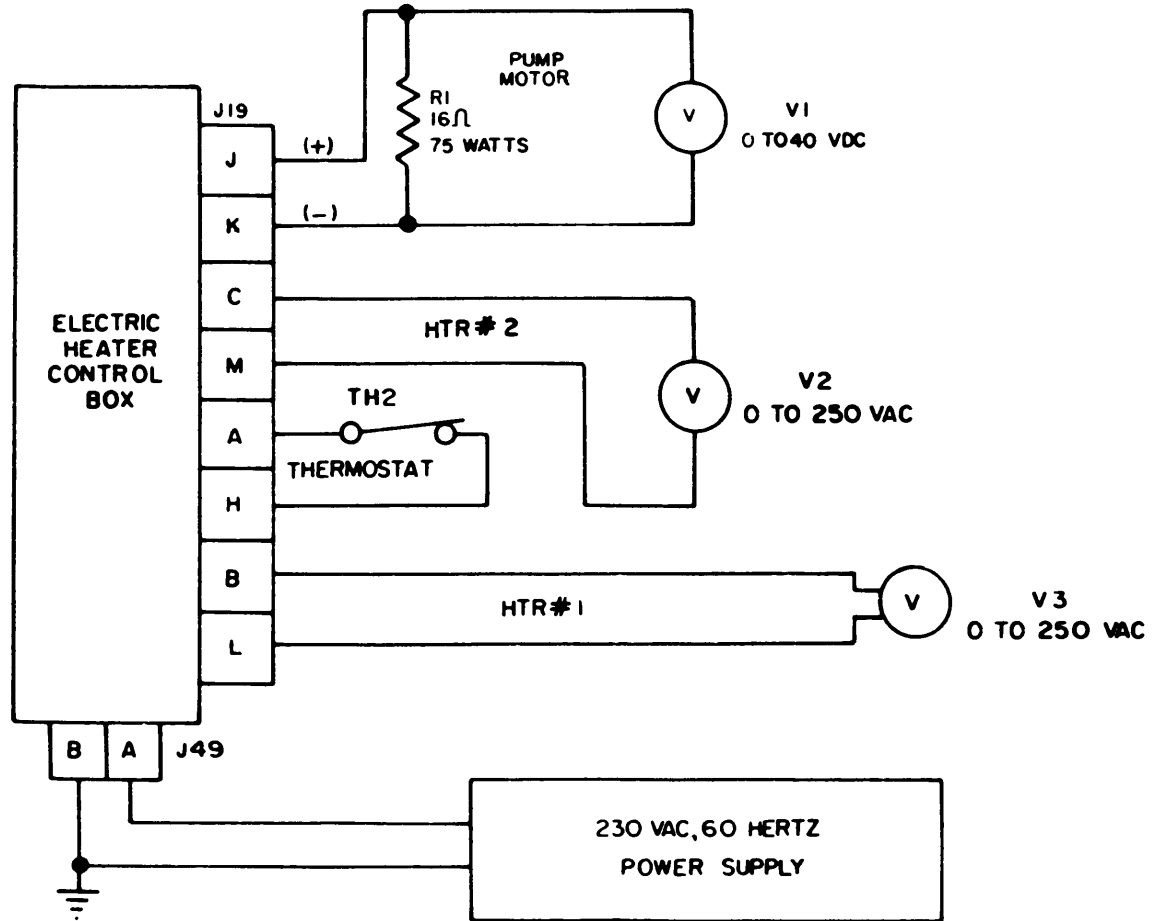 PUMP
MOTOR
J19
R1
16Ω
75 WATTS
V
V1
0 TO 40 VDC
J
(+)
K
(-)
C
HTR # 2
ELECTRIC
HEATER
CONTROL
BOX
M
V
V2
0 TO 250 VAC
TH2
A
THERMOSTAT
H
B
HTR # 1
V
V3
0 TO 250 VAC
L
B
A
J49
230 VAC, 60 HERTZ
POWER SUPPLY